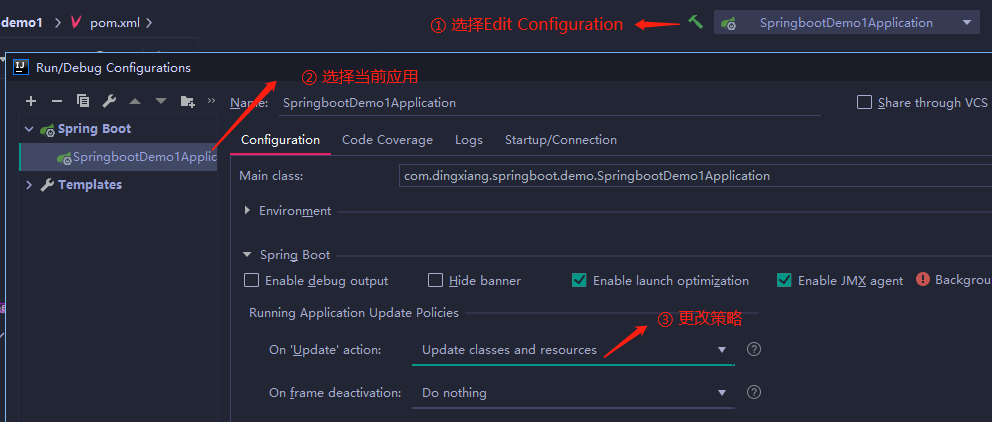 demo1 pom.xml
① 选择Edit Configuration
SpringbootDemo1Application
Run/Debug Configurations
② 选择当前应用
Name: SpringbootDemo1Application
Share through VCS
Spring Boot
SpringbootDemo1Applic
Templates
Configuration Code Coverage Logs Startup/Connection
Main class: com.dingxiang.springboot.demo.SpringbootDemo1Application
Environment
Spring Boot
Enable debug output Hide banner Enable launch optimization Enable JMX agent Backgrou
Running Application Update Policies
③ 更改策略
On 'Update' action: Update classes and resources
On frame deactivation: Do nothing